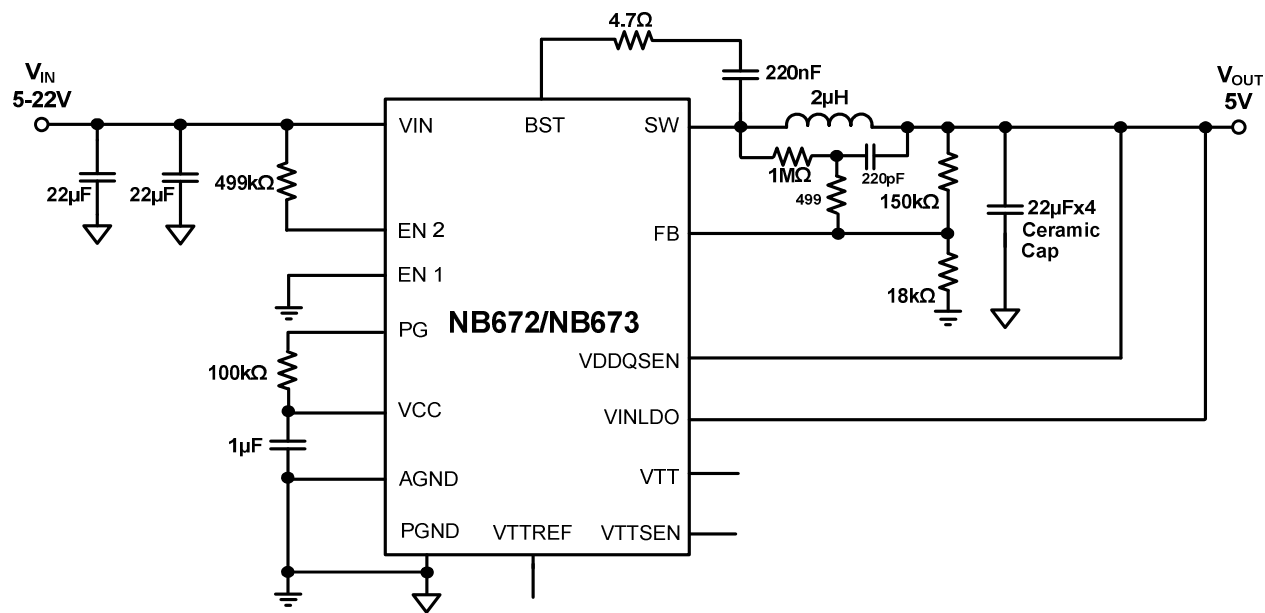 4.7Ω
220nF
V_IN
5-22V
V_OUT
5V
2µH
VIN
BST
SW
22µF
22µF
499kΩ
1MΩ
220pF
499
150kΩ
22µFx4
Ceramic
Cap
EN 2
FB
EN 1
18kΩ
NB672/NB673
PG
VDDQSEN
100kΩ
VCC
VINLDO
1µF
AGND
VTT
PGND
VTTREF
VTTSEN